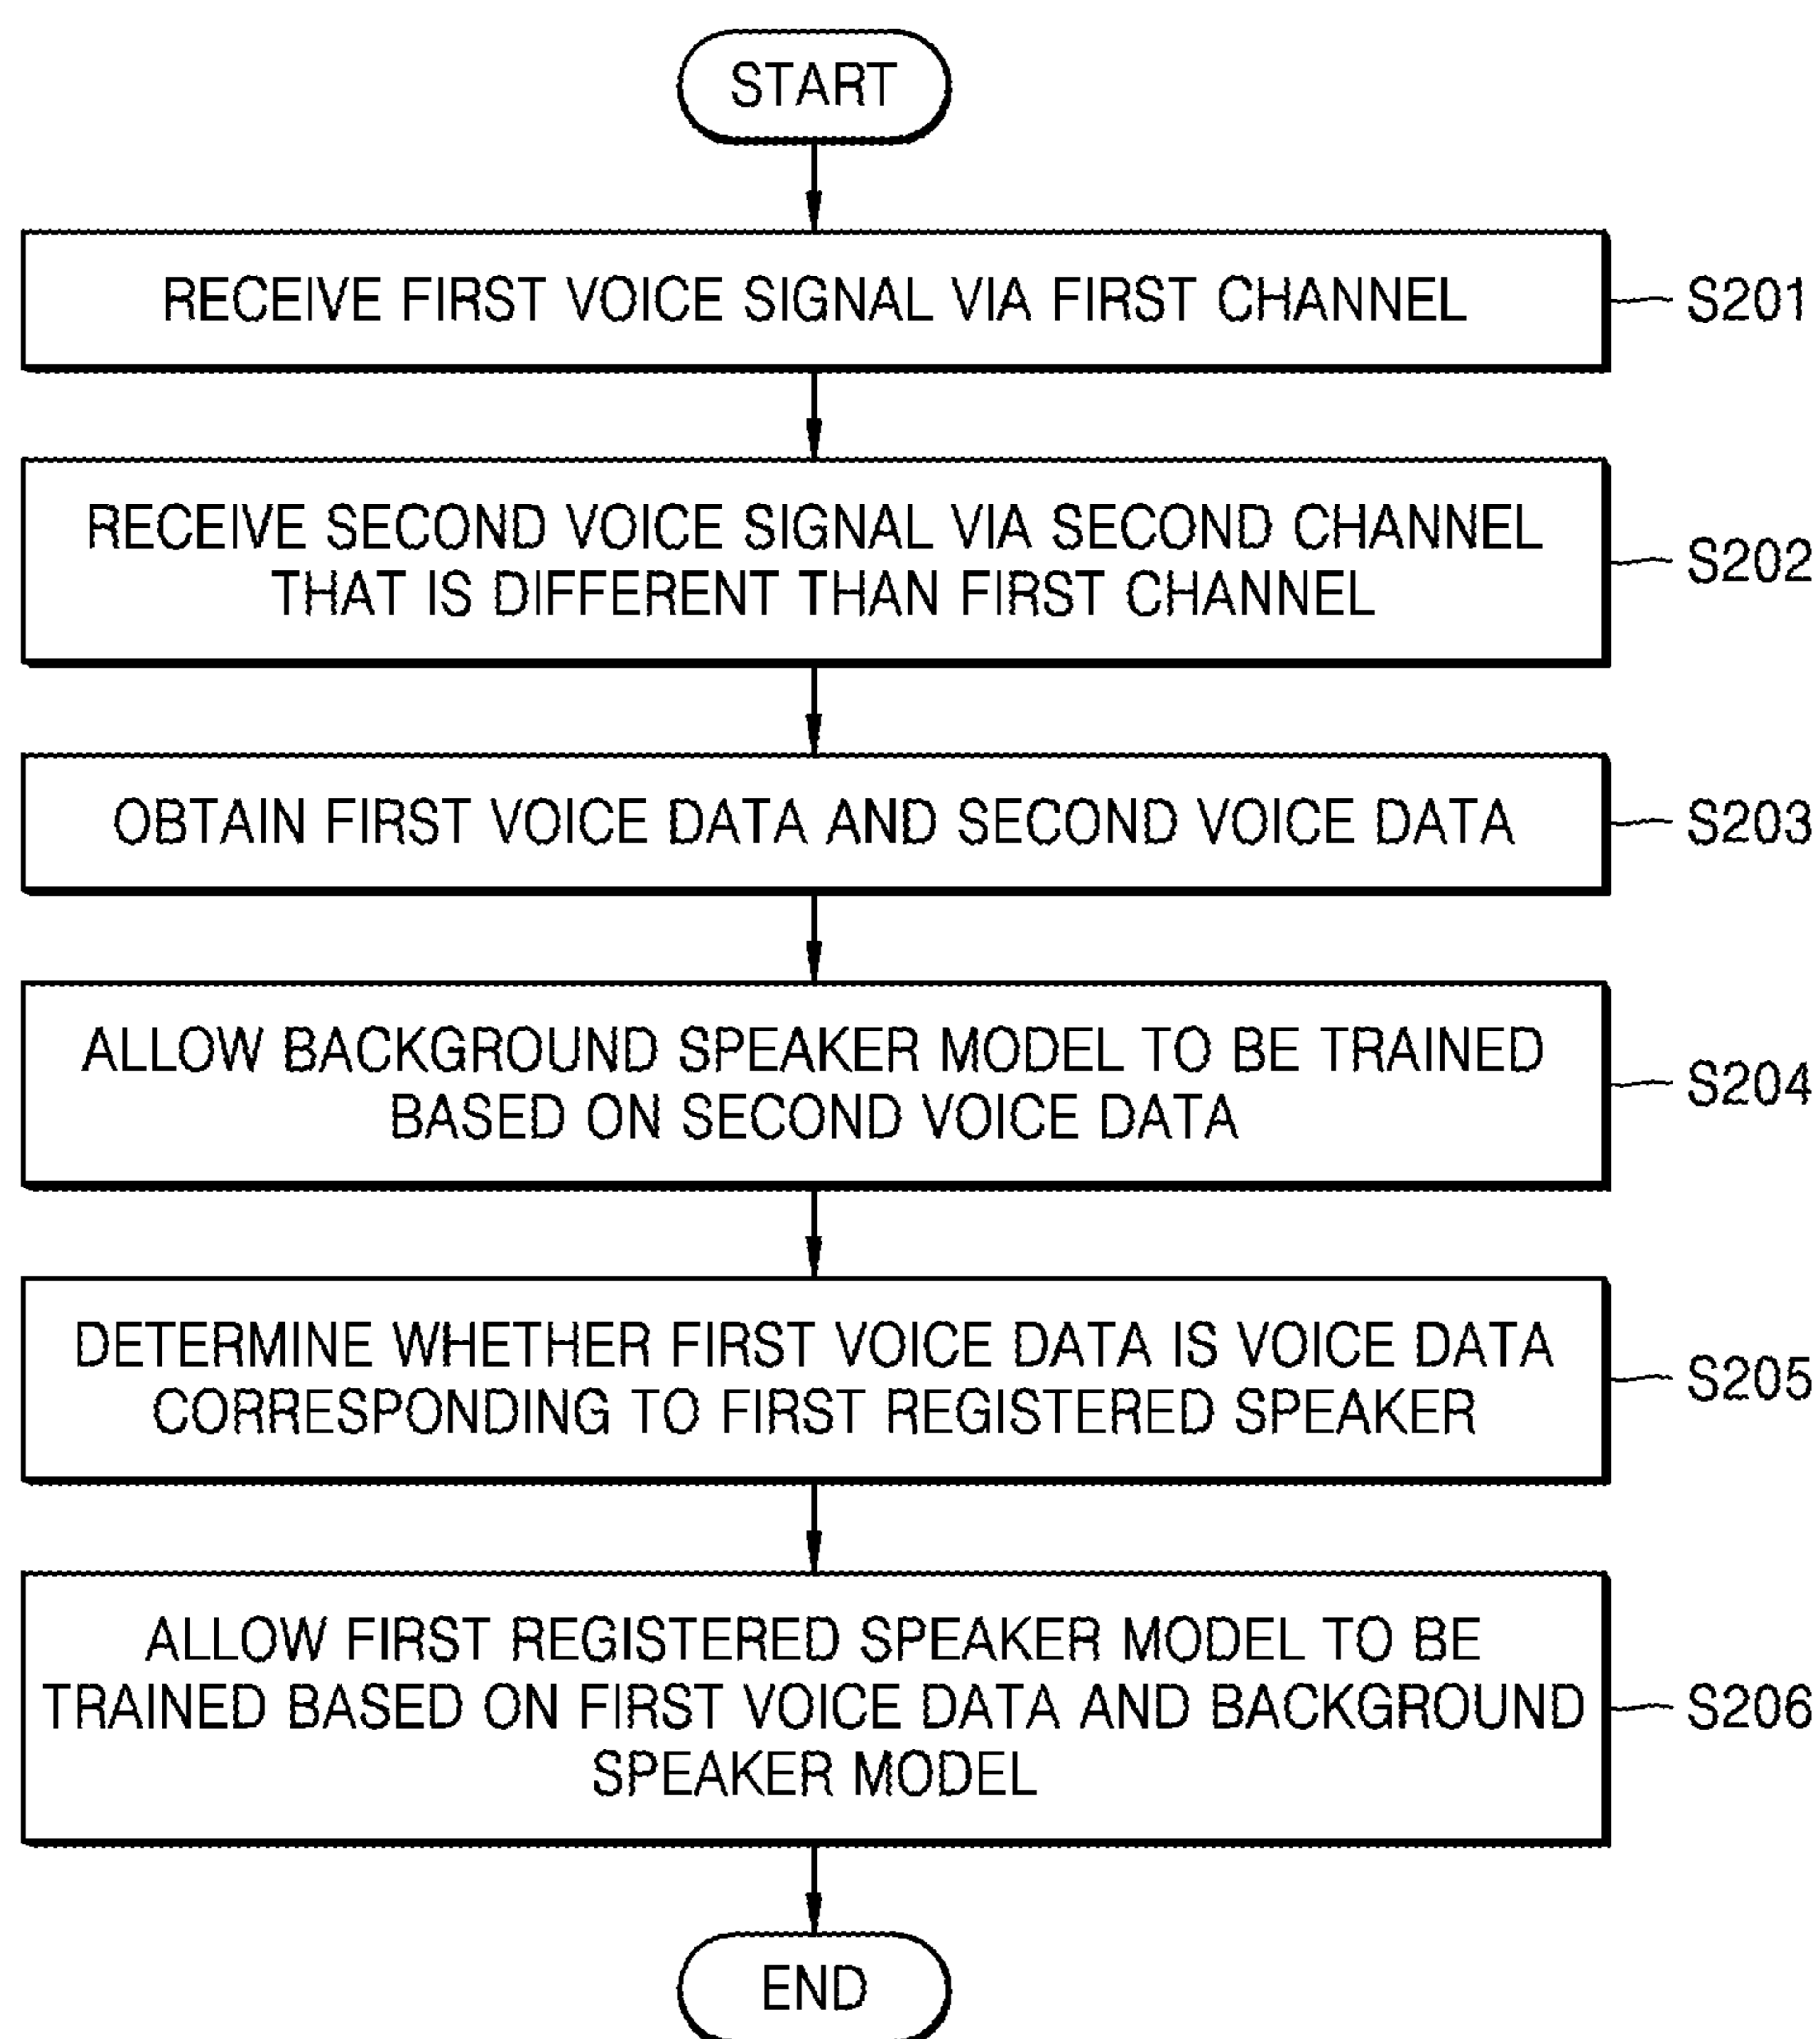 START
RECEIVE FIRST VOICE SIGNAL VIA FIRST CHANNEL
S201
RECEIVE SECOND VOICE SIGNAL VIA SECOND CHANNEL
THAT IS DIFFERENT THAN FIRST CHANNEL
S202
OBTAIN FIRST VOICE DATA AND SECOND VOICE DATA
S203
ALLOW BACKGROUND SPEAKER MODEL TO BE TRAINED
BASED ON SECOND VOICE DATA
S204
DETERMINE WHETHER FIRST VOICE DATA IS VOICE DATA
CORRESPONDING TO FIRST REGISTERED SPEAKER
S205
ALLOW FIRST REGISTERED SPEAKER MODEL TO BE
TRAINED BASED ON FIRST VOICE DATA AND BACKGROUND
SPEAKER MODEL
S206
END